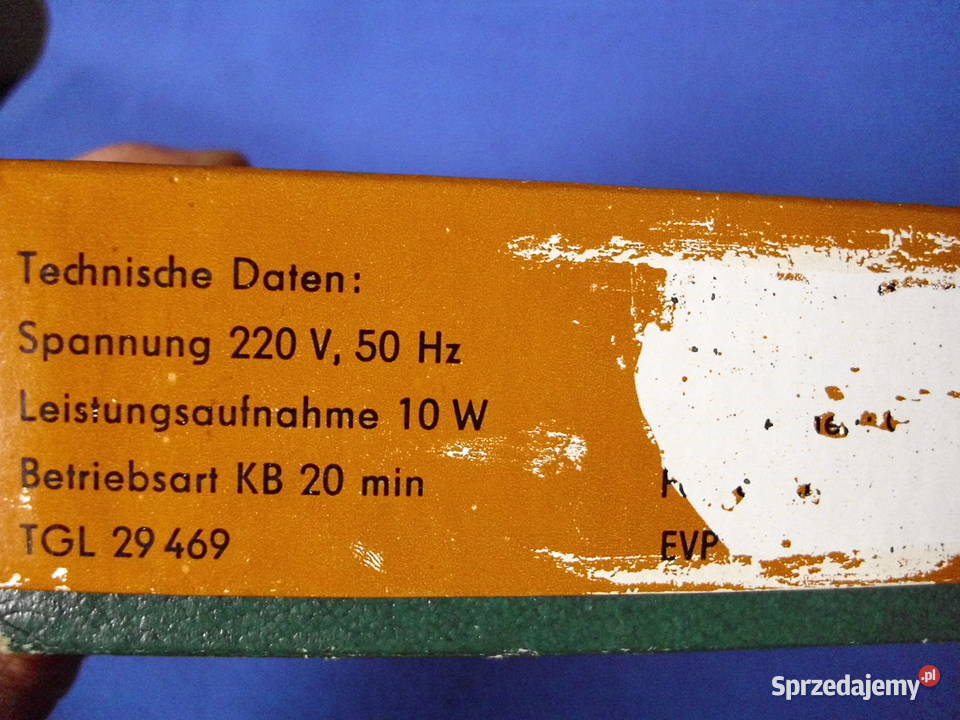 Technische Daten:
Spannung 220 V, 50 Hz
Leistungsaufnahme 10 W
Betriebsart KB 20 min
TGL 29 469
EVP
Sprzedajemy.pl